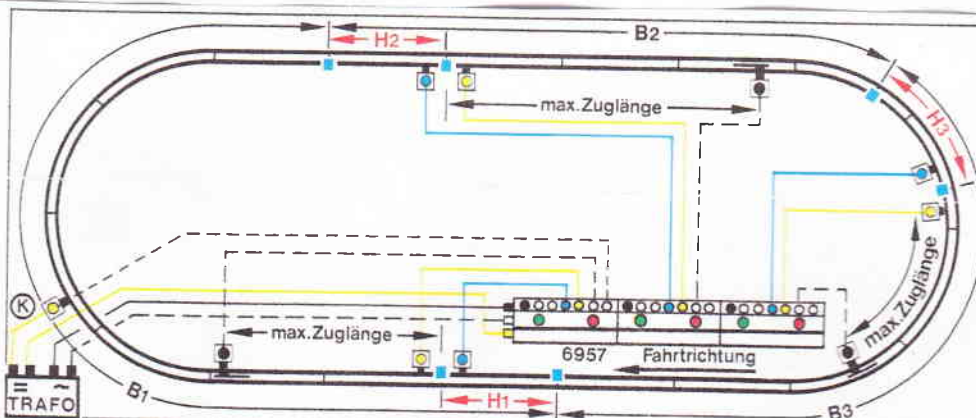 B2
H2
max.Zuglänge
H3
max.Zuglänge
K
max.Zuglänge
6957 Fahrtrichtung
TRAFO
B1
H1
B3